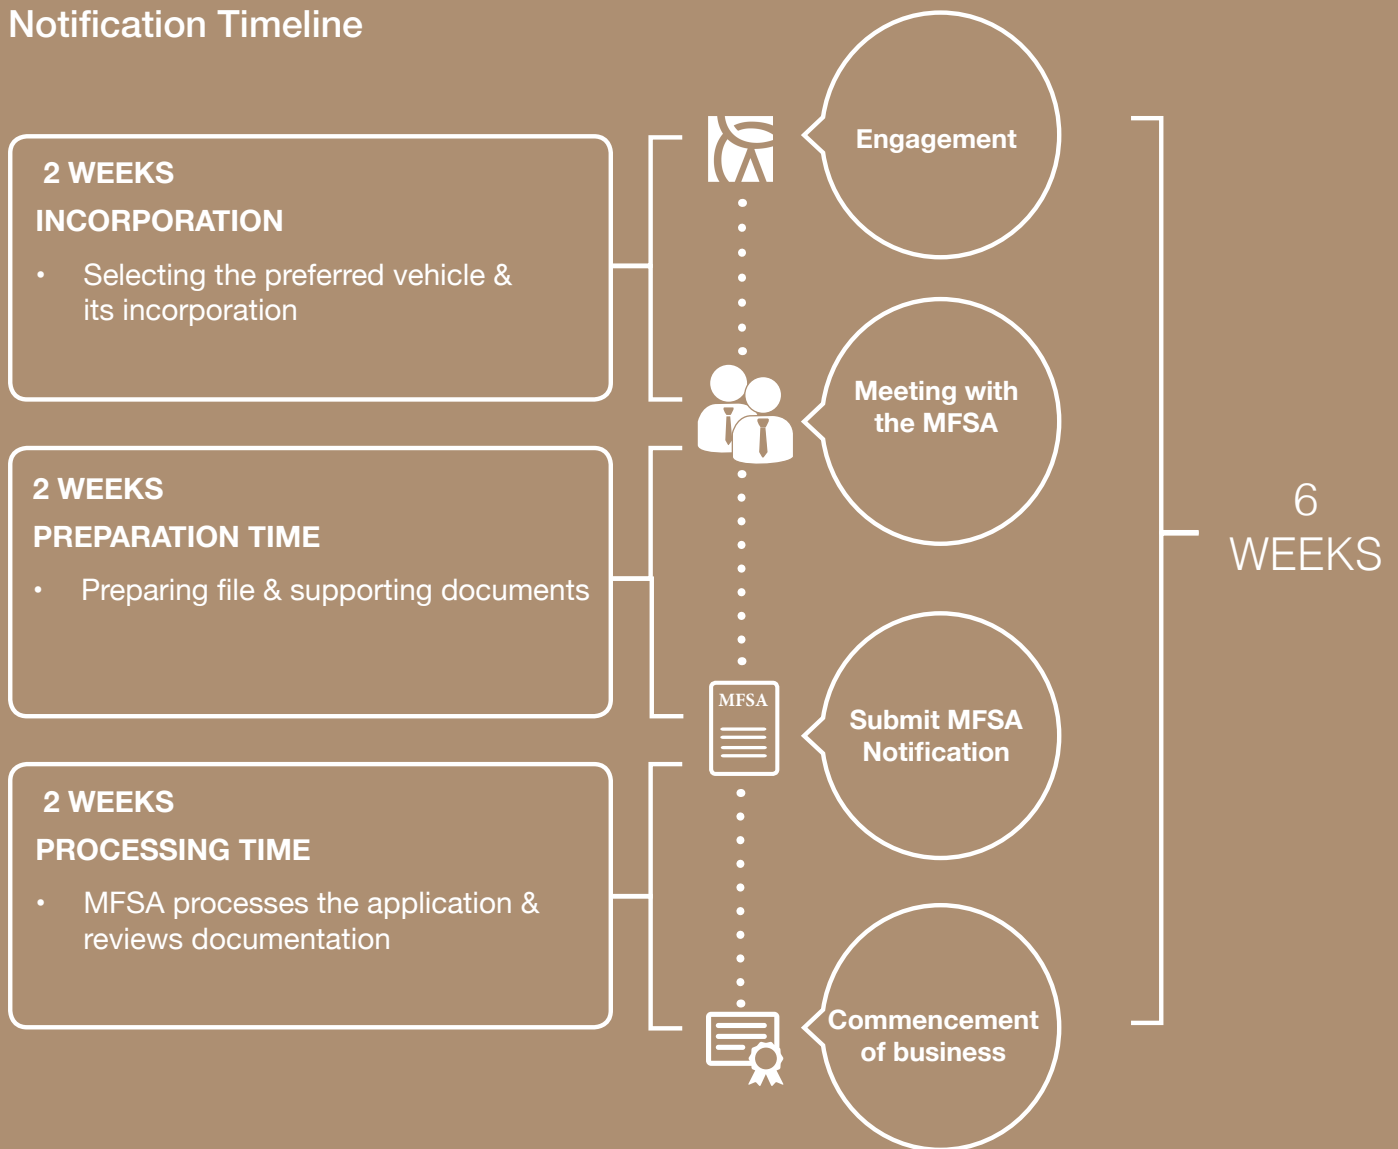 Notification Timeline
2 WEEKS
INCORPORATION
• Selecting the preferred vehicle &
its incorporation
2 WEEKS
PREPARATION TIME
• Preparing file & supporting documents
2 WEEKS
PROCESSING TIME
• MFSA processes the application &
reviews documentation
Engagement
Meeting with
the MFSA
MFSA
Submit MFSA
Notification
Commencement
of business
6
WEEKS